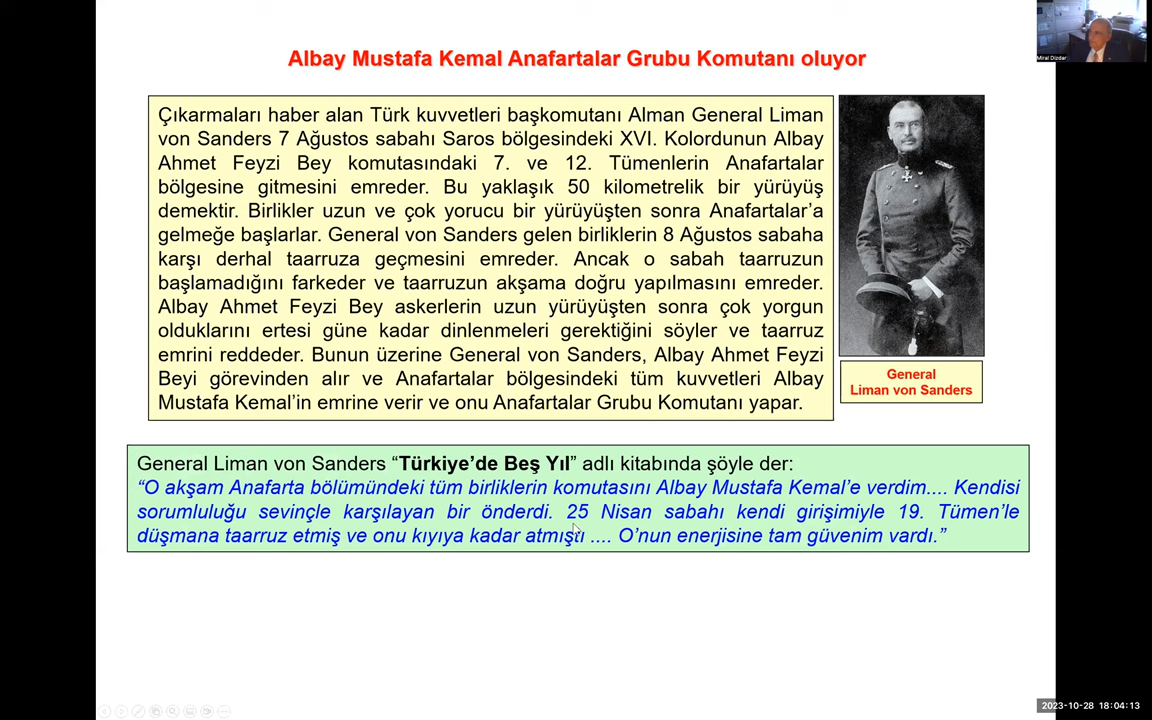 Miral Dizdar
Albay Mustafa Kemal Anafartalar Grubu Komutanı oluyor
Çıkarmaları haber alan Türk kuvvetleri başkomutanı Alman General Liman
von Sanders 7 Ağustos sabahı Saros bölgesindeki XVI. Kolordunun Albay
Ahmet Feyzi Bey komutasındaki 7. ve 12. Tümenlerin Anafartalar
bölgesine gitmesini emreder. Bu yaklaşık 50 kilometrelik bir yürüyüş
demektir. Birlikler uzun ve çok yorucu bir yürüyüşten sonra Anafartalar’a
gelmeğe başlarlar. General von Sanders gelen birliklerin 8 Ağustos sabaha
karşı derhal taarruza geçmesini emreder. Ancak o sabah taarruzun
başlamadığını farkeder ve taarruzun akşama doğru yapılmasını emreder.
Albay Ahmet Feyzi Bey askerlerin uzun yürüyüşten sonra çok yorgun
olduklarını ertesi güne kadar dinlenmeleri gerektiğini söyler ve taarruz
emrini reddeder. Bunun üzerine General von Sanders, Albay Ahmet Feyzi
Beyi görevinden alır ve Anafartalar bölgesindeki tüm kuvvetleri Albay
Mustafa Kemal’in emrine verir ve onu Anafartalar Grubu Komutanı yapar.
General
Liman von Sanders
General Liman von Sanders “Türkiye’de Beş Yıl” adlı kitabında şöyle der:
“O akşam Anafarta bölümündeki tüm birliklerin komutasını Albay Mustafa Kemal’e verdim.... Kendisi
sorumluluğu sevinçle karşılayan bir önderdi. 25 Nisan sabahı kendi girişimiyle 19. Tümen’le
düşmana taarruz etmiş ve onu kıyıya kadar atmıştı .... O’nun enerjisine tam güvenim vardı.”
2023-10-28 18:04:13